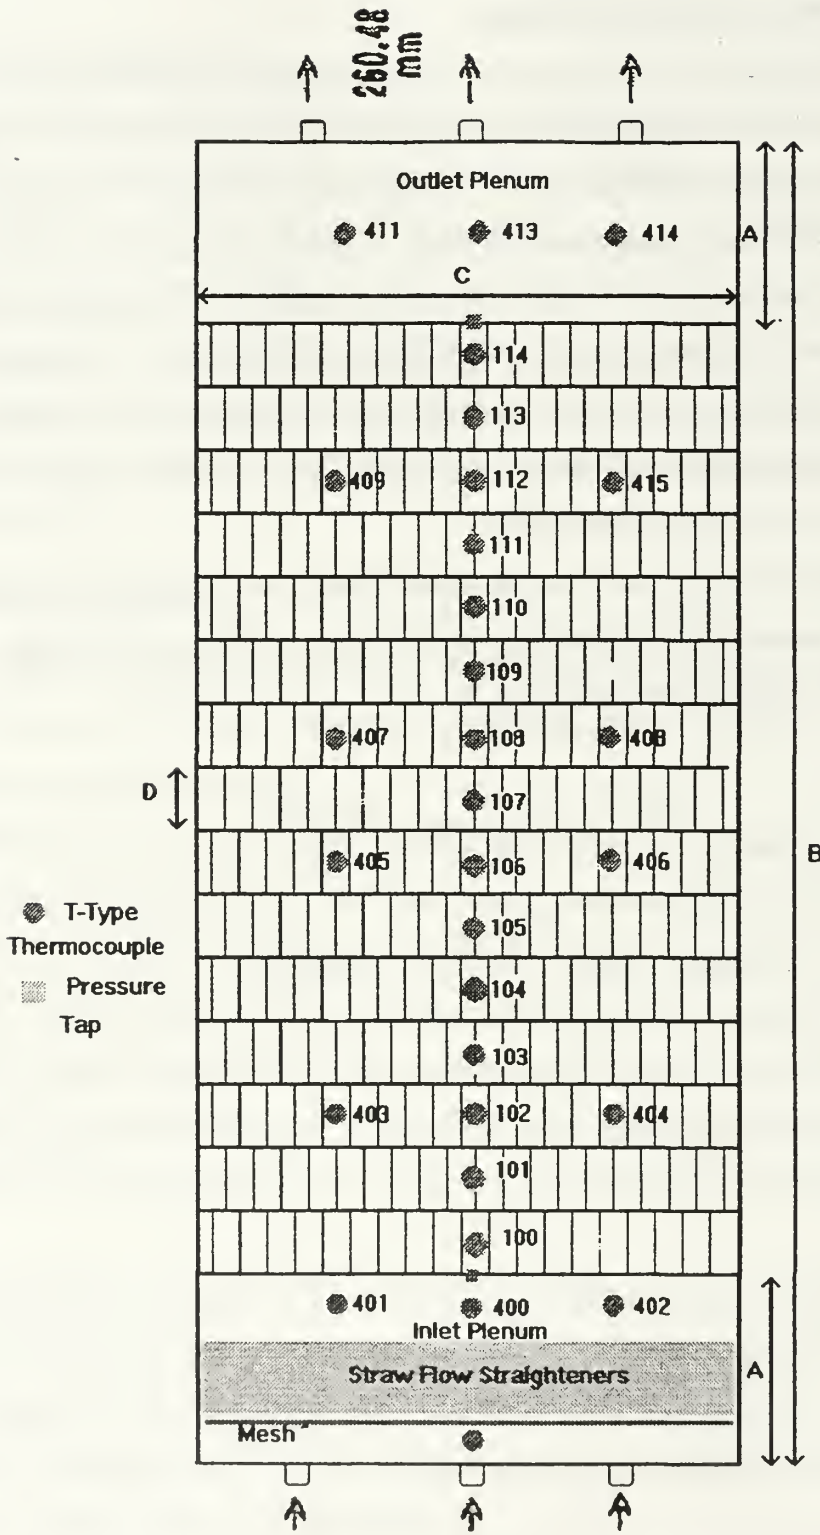 260.48
mm
Outlet Plenum
411 413 414
A
C
114
113
409 112 415
111
110
109
407 108 408
D
107
B
405 106 406
T-Type
Thermocouple
105
Pressure
Tap
104
103
403 102 404
101
100
401 400 402
Inlet Plenum
Straw Flow Straighteners
A
Mesh